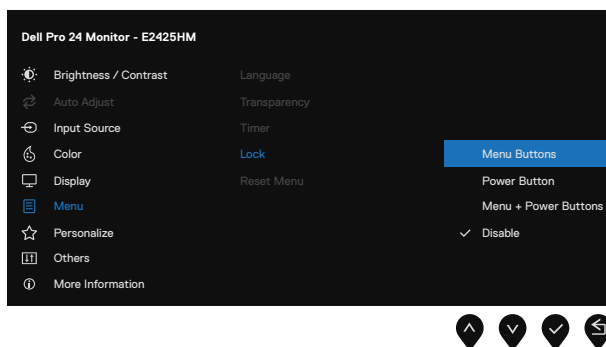 Dell Pro 24 Monitor - E2425HM
Brightness / Contrast
Language
Auto Adjust
Transparency
Input Source
Timer
Color
Lock
Menu Buttons
Display
Reset Menu
Power Button
Menu
Menu + Power Buttons
Personalize
Disable
Others
More Information